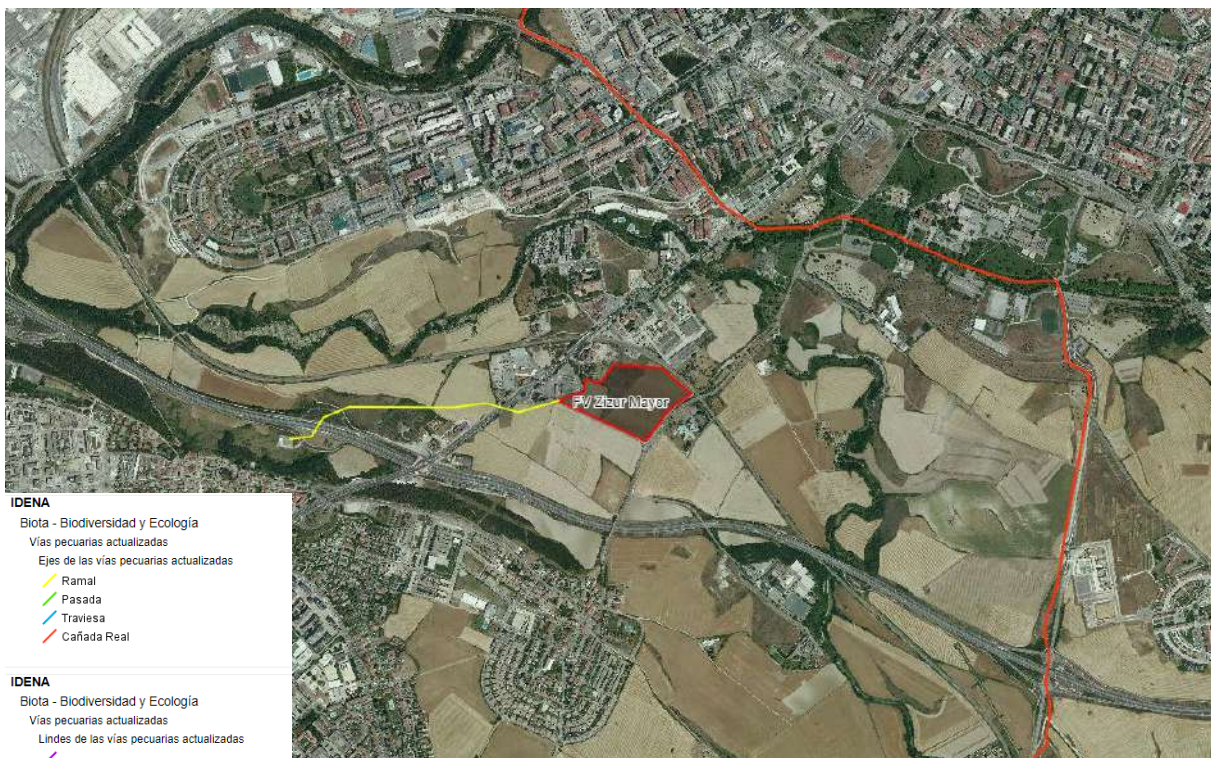 FV Zizur Mayor
IDENA
Biota - Biodiversidad y Ecología
Vías pecuarias actualizadas
Ejes de las vías pecuarias actualizadas
Ramal
Pasada
Traviesa
Cañada Real
IDENA
Biota - Biodiversidad y Ecología
Vías pecuarias actualizadas
Lindes de las vías pecuarias actualizadas